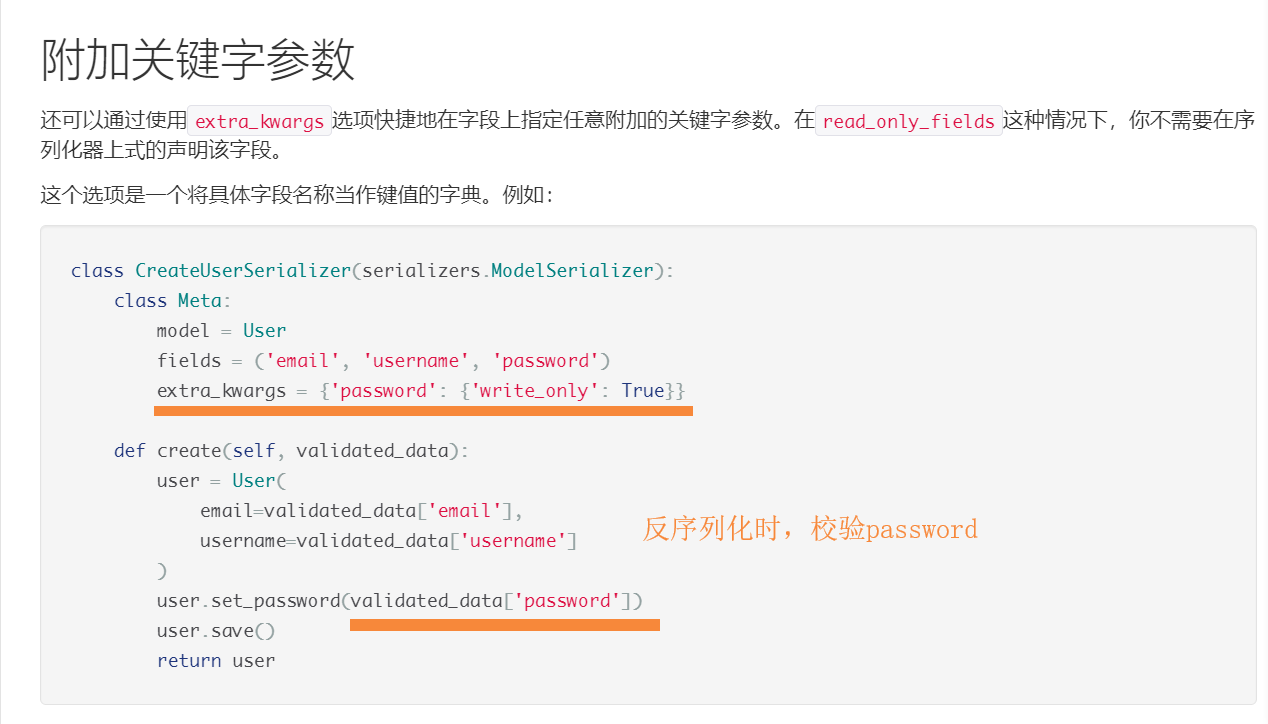 附加关键字参数
还可以通过使用extra_kwargs选项快捷地在字段上指定任意附加的关键字参数。在read_only_fields这种情况下，你不需要在序
列化器上式的声明该字段。
这个选项是一个将具体字段名称当作键值的字典。例如：
class CreateUserSerializer(serializers.ModelSerializer):
    class Meta:
        model = User
        fields = ('email', 'username', 'password')
        extra_kwargs = {'password': {'write_only': True}}
    def create(self, validated_data):
        user = User(
            email=validated_data['email'],
            username=validated_data['username']
        )
        user.set_password(validated_data['password'])
        user.save()
        return user
反序列化时，校验password